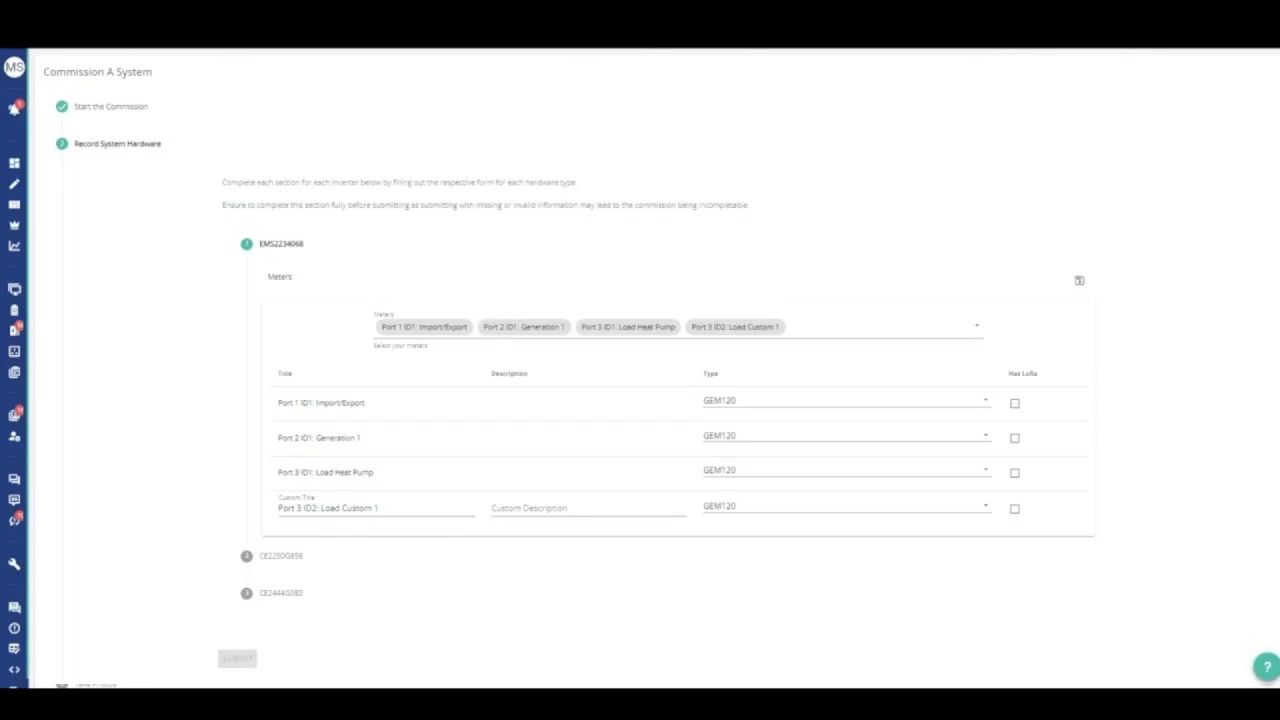 MS
Commission A System
Start the Commission
2 Record System Hardware
Complete each section for each inverter below by filling out the respective form for each hardware type.
Ensure to complete this section fully before submitting as submitting with missing or invalid information may lead to the commission being incompletable.
1 EMS2234068
Meters
Meters
Port 1 ID1: Import/Export Port 2 ID1: Generation 1 Port 3 ID1: Load Heat Pump Port 3 ID2: Load Custom 1
Select your meters
Title Description Type Has LoRa
Port 1 ID1: Import/Export GEM120
Port 2 ID1: Generation 1 GEM120
Port 3 ID1: Load Heat Pump GEM120
Custom Title
Port 3 ID2: Load Custom 1 Custom Description GEM120
2 CE2250G856
3 CE2444G083
SUBMIT
?